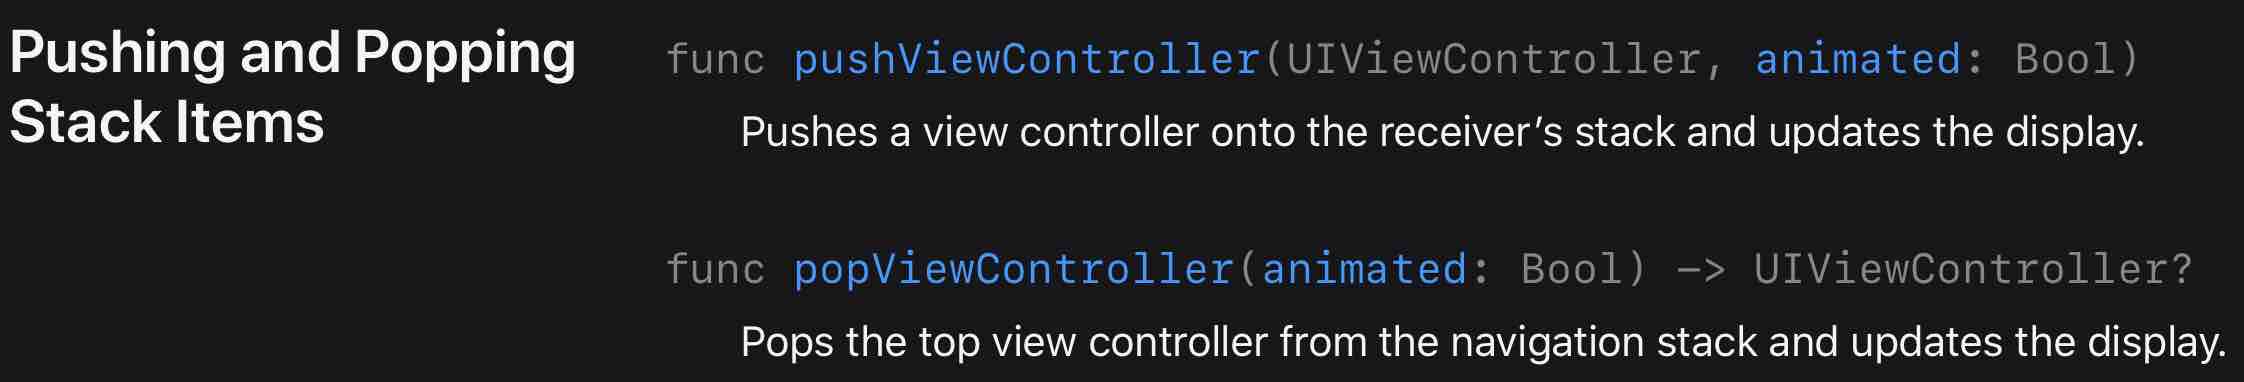 Pushing and Popping
Stack Items
func pushViewController(UIViewController, animated: Bool)
Pushes a view controller onto the receiver’s stack and updates the display.
func popViewController(animated: Bool) -> UIViewController?
Pops the top view controller from the navigation stack and updates the display.